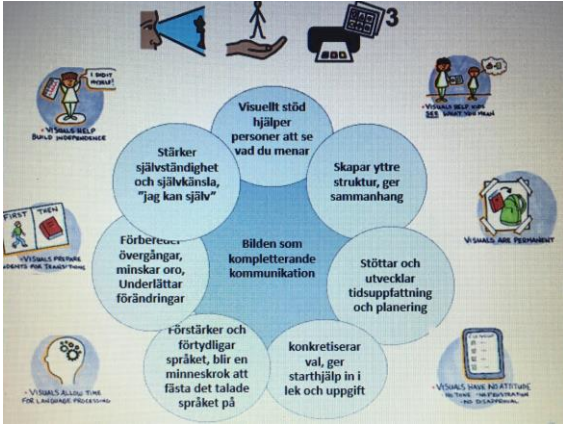 3
I DID IT
MYSELF!
• VISUALS HELP
BUILD INDEPENDENCE
• VISUALS HELP KIDS
SEE WHAT YOU MEAN
Visuellt stöd
hjälper
personer att se
vad du menar
Stärker
självständighet
och självkänsla,
"jag kan själv"
Skapar yttre
struktur, ger
sammanhang
FIRST THEN
• VISUALS PREPARE
FOR TRANSITIONS
VISUALS ARE PERMANENT
Förbereder
övergångar,
minskar oro,
Underlättar
förändringar
Bilden som
kompletterande
kommunikation
Stöttar och
utvecklar
tidsuppfattning
och planering
Förstärker och
förtydligar
språket, blir en
minneskrok att
fästa det talade
språket på
konkretiserar
val, ger
starthjälp in i
lek och uppgift
• VISUALS ALLOW TIME
FOR LANGUAGE PROCESSING
• VISUALS HAVE NO ATTITUDE
NO TONE • NO FRUSTRATION
• NO DISAPPROVAL